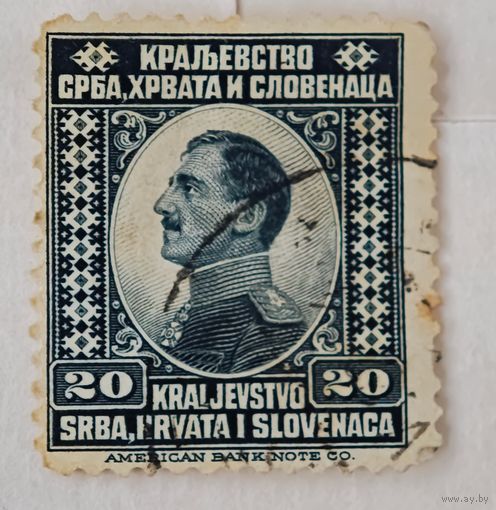 КРАЉЕВСТВО
СРБА, ХРВАТА И СЛОВЕНАЦА
20 KRALJEVSTVO 20
SRBA, HRVATA I SLOVENACA
AMERICAN BANK NOTE CO.
www.ay.by